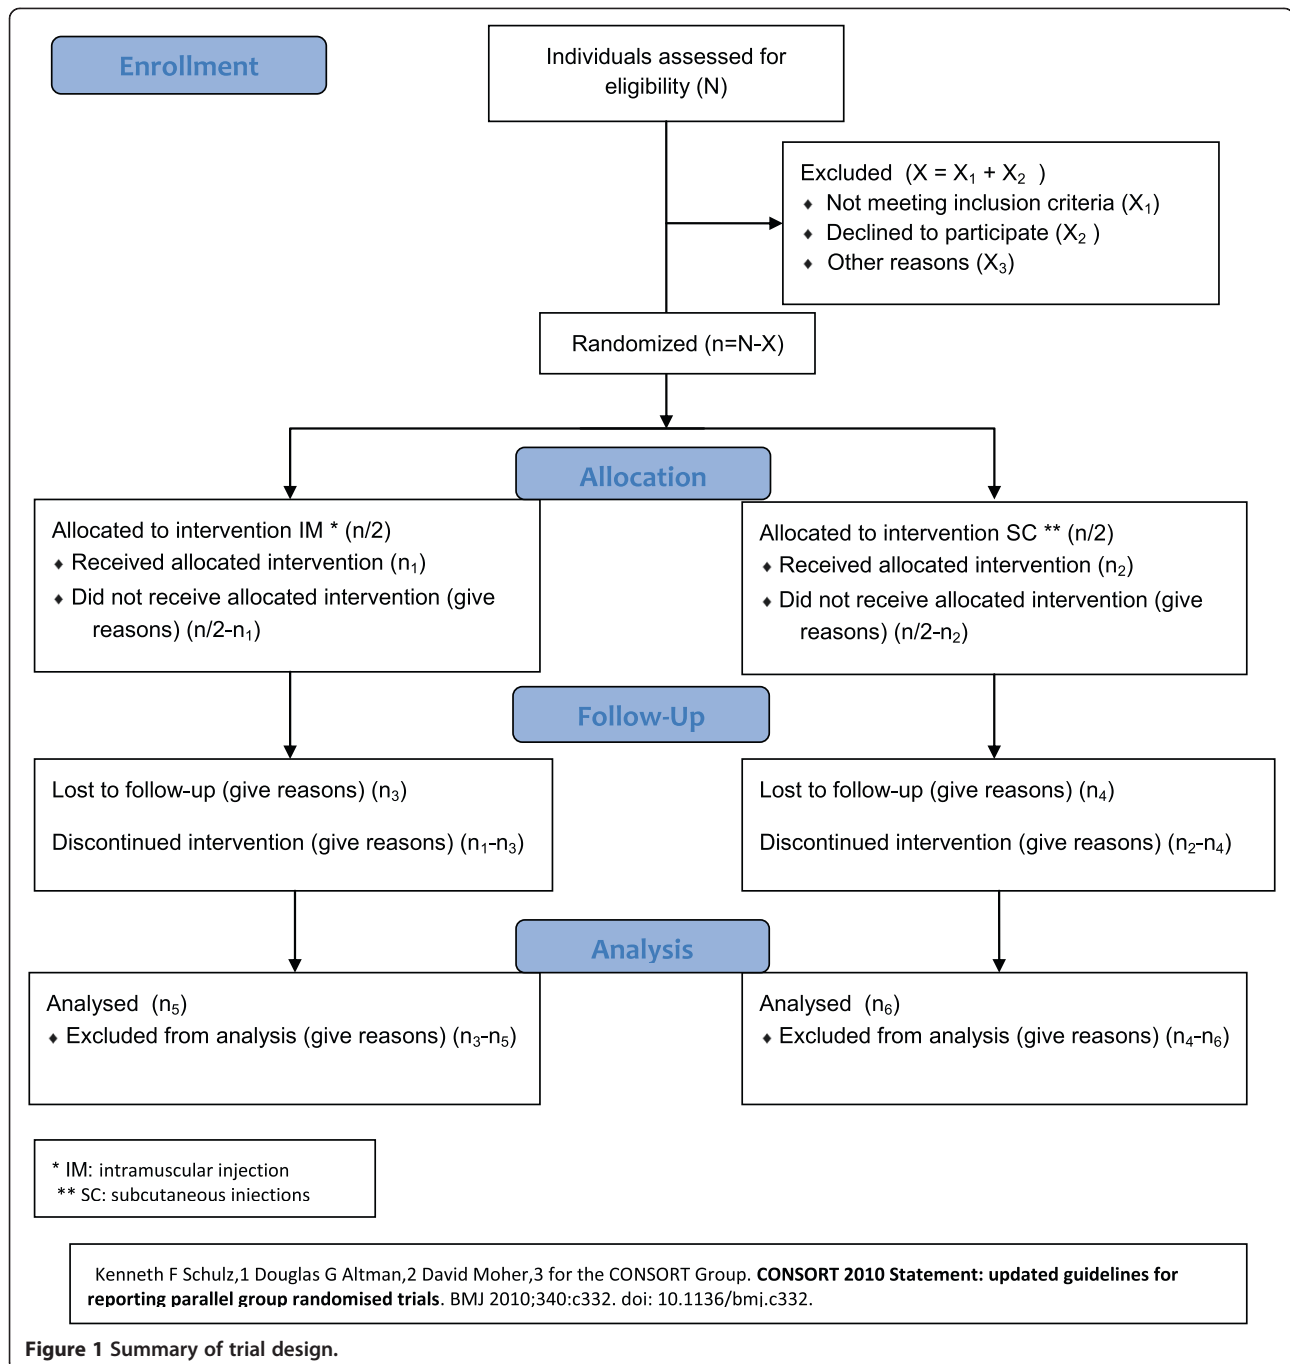 Enrollment
Individuals assessed for
eligibility (N)
Excluded (X = X₁ + X₂ )
♦ Not meeting inclusion criteria (X₁)
♦ Declined to participate (X₂ )
♦ Other reasons (X₃)
Randomized (n=N-X)
Allocation
Allocated to intervention IM * (n/2)
♦ Received allocated intervention (n₁)
♦ Did not receive allocated intervention (give
reasons) (n/2-n₁)
Allocated to intervention SC ** (n/2)
♦ Received allocated intervention (n₂)
♦ Did not receive allocated intervention (give
reasons) (n/2-n₂)
Follow-Up
Lost to follow-up (give reasons) (n₃)
Discontinued intervention (give reasons) (n₁-n₃)
Lost to follow-up (give reasons) (n₄)
Discontinued intervention (give reasons) (n₂-n₄)
Analysis
Analysed (n₅)
♦ Excluded from analysis (give reasons) (n₃-n₅)
Analysed (n₆)
♦ Excluded from analysis (give reasons) (n₄-n₆)
* IM: intramuscular injection
** SC: subcutaneous injections
Kenneth F Schulz,1 Douglas G Altman,2 David Moher,3 for the CONSORT Group. CONSORT 2010 Statement: updated guidelines for
reporting parallel group randomised trials. BMJ 2010;340:c332. doi: 10.1136/bmj.c332.
Figure 1 Summary of trial design.